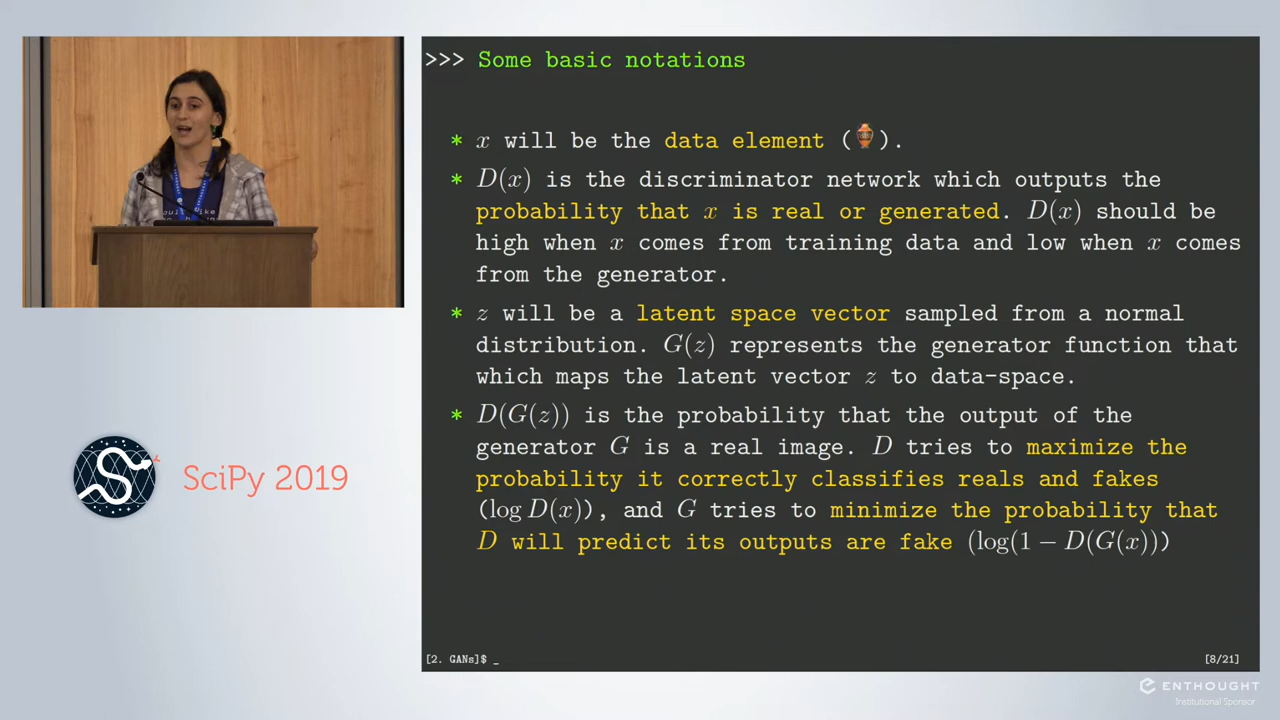 >>> Some basic notations
* x will be the data element (🏺).
* D(x) is the discriminator network which outputs the
probability that x is real or generated. D(x) should be
high when x comes from training data and low when x comes
from the generator.
* z will be a latent space vector sampled from a normal
distribution. G(z) represents the generator function that
which maps the latent vector z to data-space.
* D(G(z)) is the probability that the output of the
generator G is a real image. D tries to maximize the
probability it correctly classifies reals and fakes
(log D(x)), and G tries to minimize the probability that
D will predict its outputs are fake (log(1 − D(G(x)))
[2. GANs]$ _
[8/21]
SciPy 2019
ENTHOUGHT
Institutional Sponsor